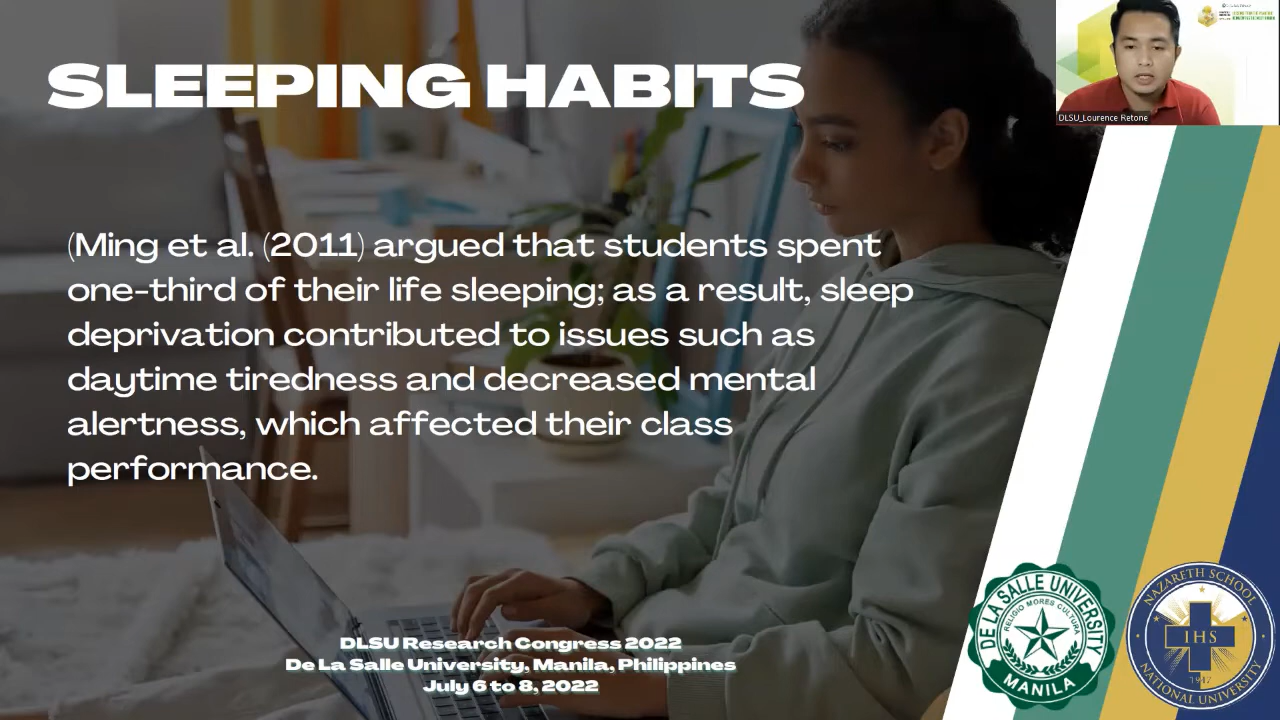 SLEEPING HABITS
(Ming et al. (2011) argued that students spent
one-third of their life sleeping; as a result, sleep
deprivation contributed to issues such as
daytime tiredness and decreased mental
alertness, which affected their class
performance.
DLSU Research Congress 2022
De La Salle University, Manila, Philippines
July 6 to 8, 2022
DLSU_Lourence Retone
DE LA SALLE UNIVERSITY
RELIGIO MORES CULTURA
MANILA
NAZARETH SCHOOL
IHS
NATIONAL UNIVERSITY